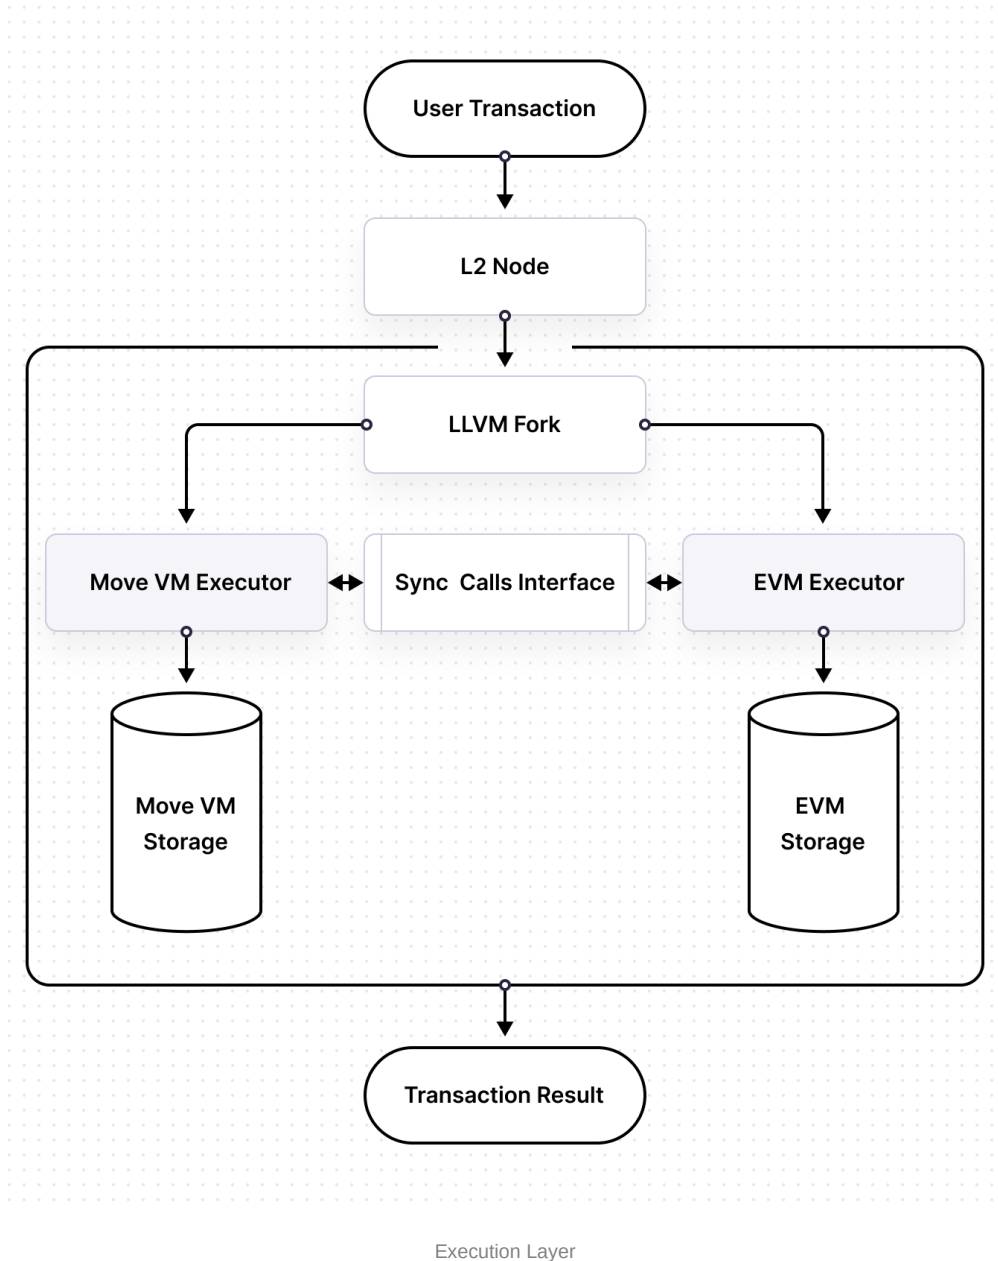 User Transaction
L2 Node
LLVM Fork
Move VM Executor
Sync  Calls Interface
EVM Executor
Move VM
Storage
EVM
Storage
Transaction Result
Execution Layer